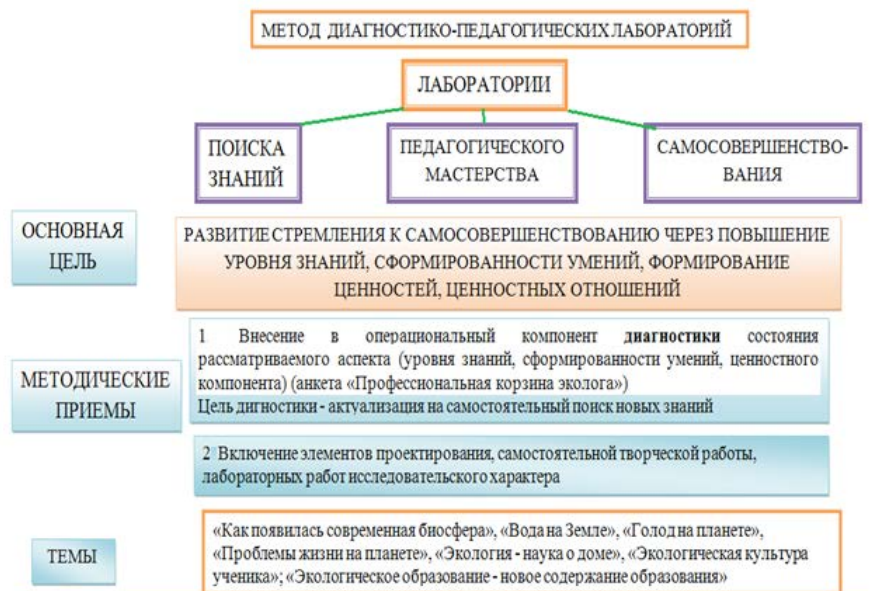 МЕТОД ДИАГНОСТИКО-ПЕДАГОГИЧЕСКИХ ЛАБОРАТОРИЙ
ЛАБОРАТОРИИ
ПОИСКА
ЗНАНИЙ
ПЕДАГОГИЧЕСКОГО
МАСТЕРСТВА
САМОСОВЕРШЕНСТВО-
ВАНИЯ
ОСНОВНАЯ
ЦЕЛЬ
РАЗВИТИЕ СТРЕМЛЕНИЯ К САМОСОВЕРШЕНСТВОВАНИЮ ЧЕРЕЗ ПОВЫШЕНИЕ
УРОВНЯ ЗНАНИЙ, СФОРМИРОВАННОСТИ УМЕНИЙ, ФОРМИРОВАНИЕ
ЦЕННОСТЕЙ, ЦЕННОСТНЫХ ОТНОШЕНИЙ
МЕТОДИЧЕСКИЕ
ПРИЕМЫ
1 Внесение в операциональный компонент диагностики состояния
рассматриваемого аспекта (уровня знаний, сформированности умений, ценностного
компонента) (анкета «Профессиональная корзина эколога»)
Цель дигностики - актуализация на самостоятельный поиск новых знаний
2 Включение элементов проектирования, самостоятельной творческой работы,
лабораторных работ исследовательского характера
ТЕМЫ
«Как появилась современная биосфера», «Вода на Земле», «Голод на планете»,
«Проблемы жизни на планете», «Экология - наука о доме», «Экологическая культура
ученика»; «Экологическое образование - новое содержание образования»